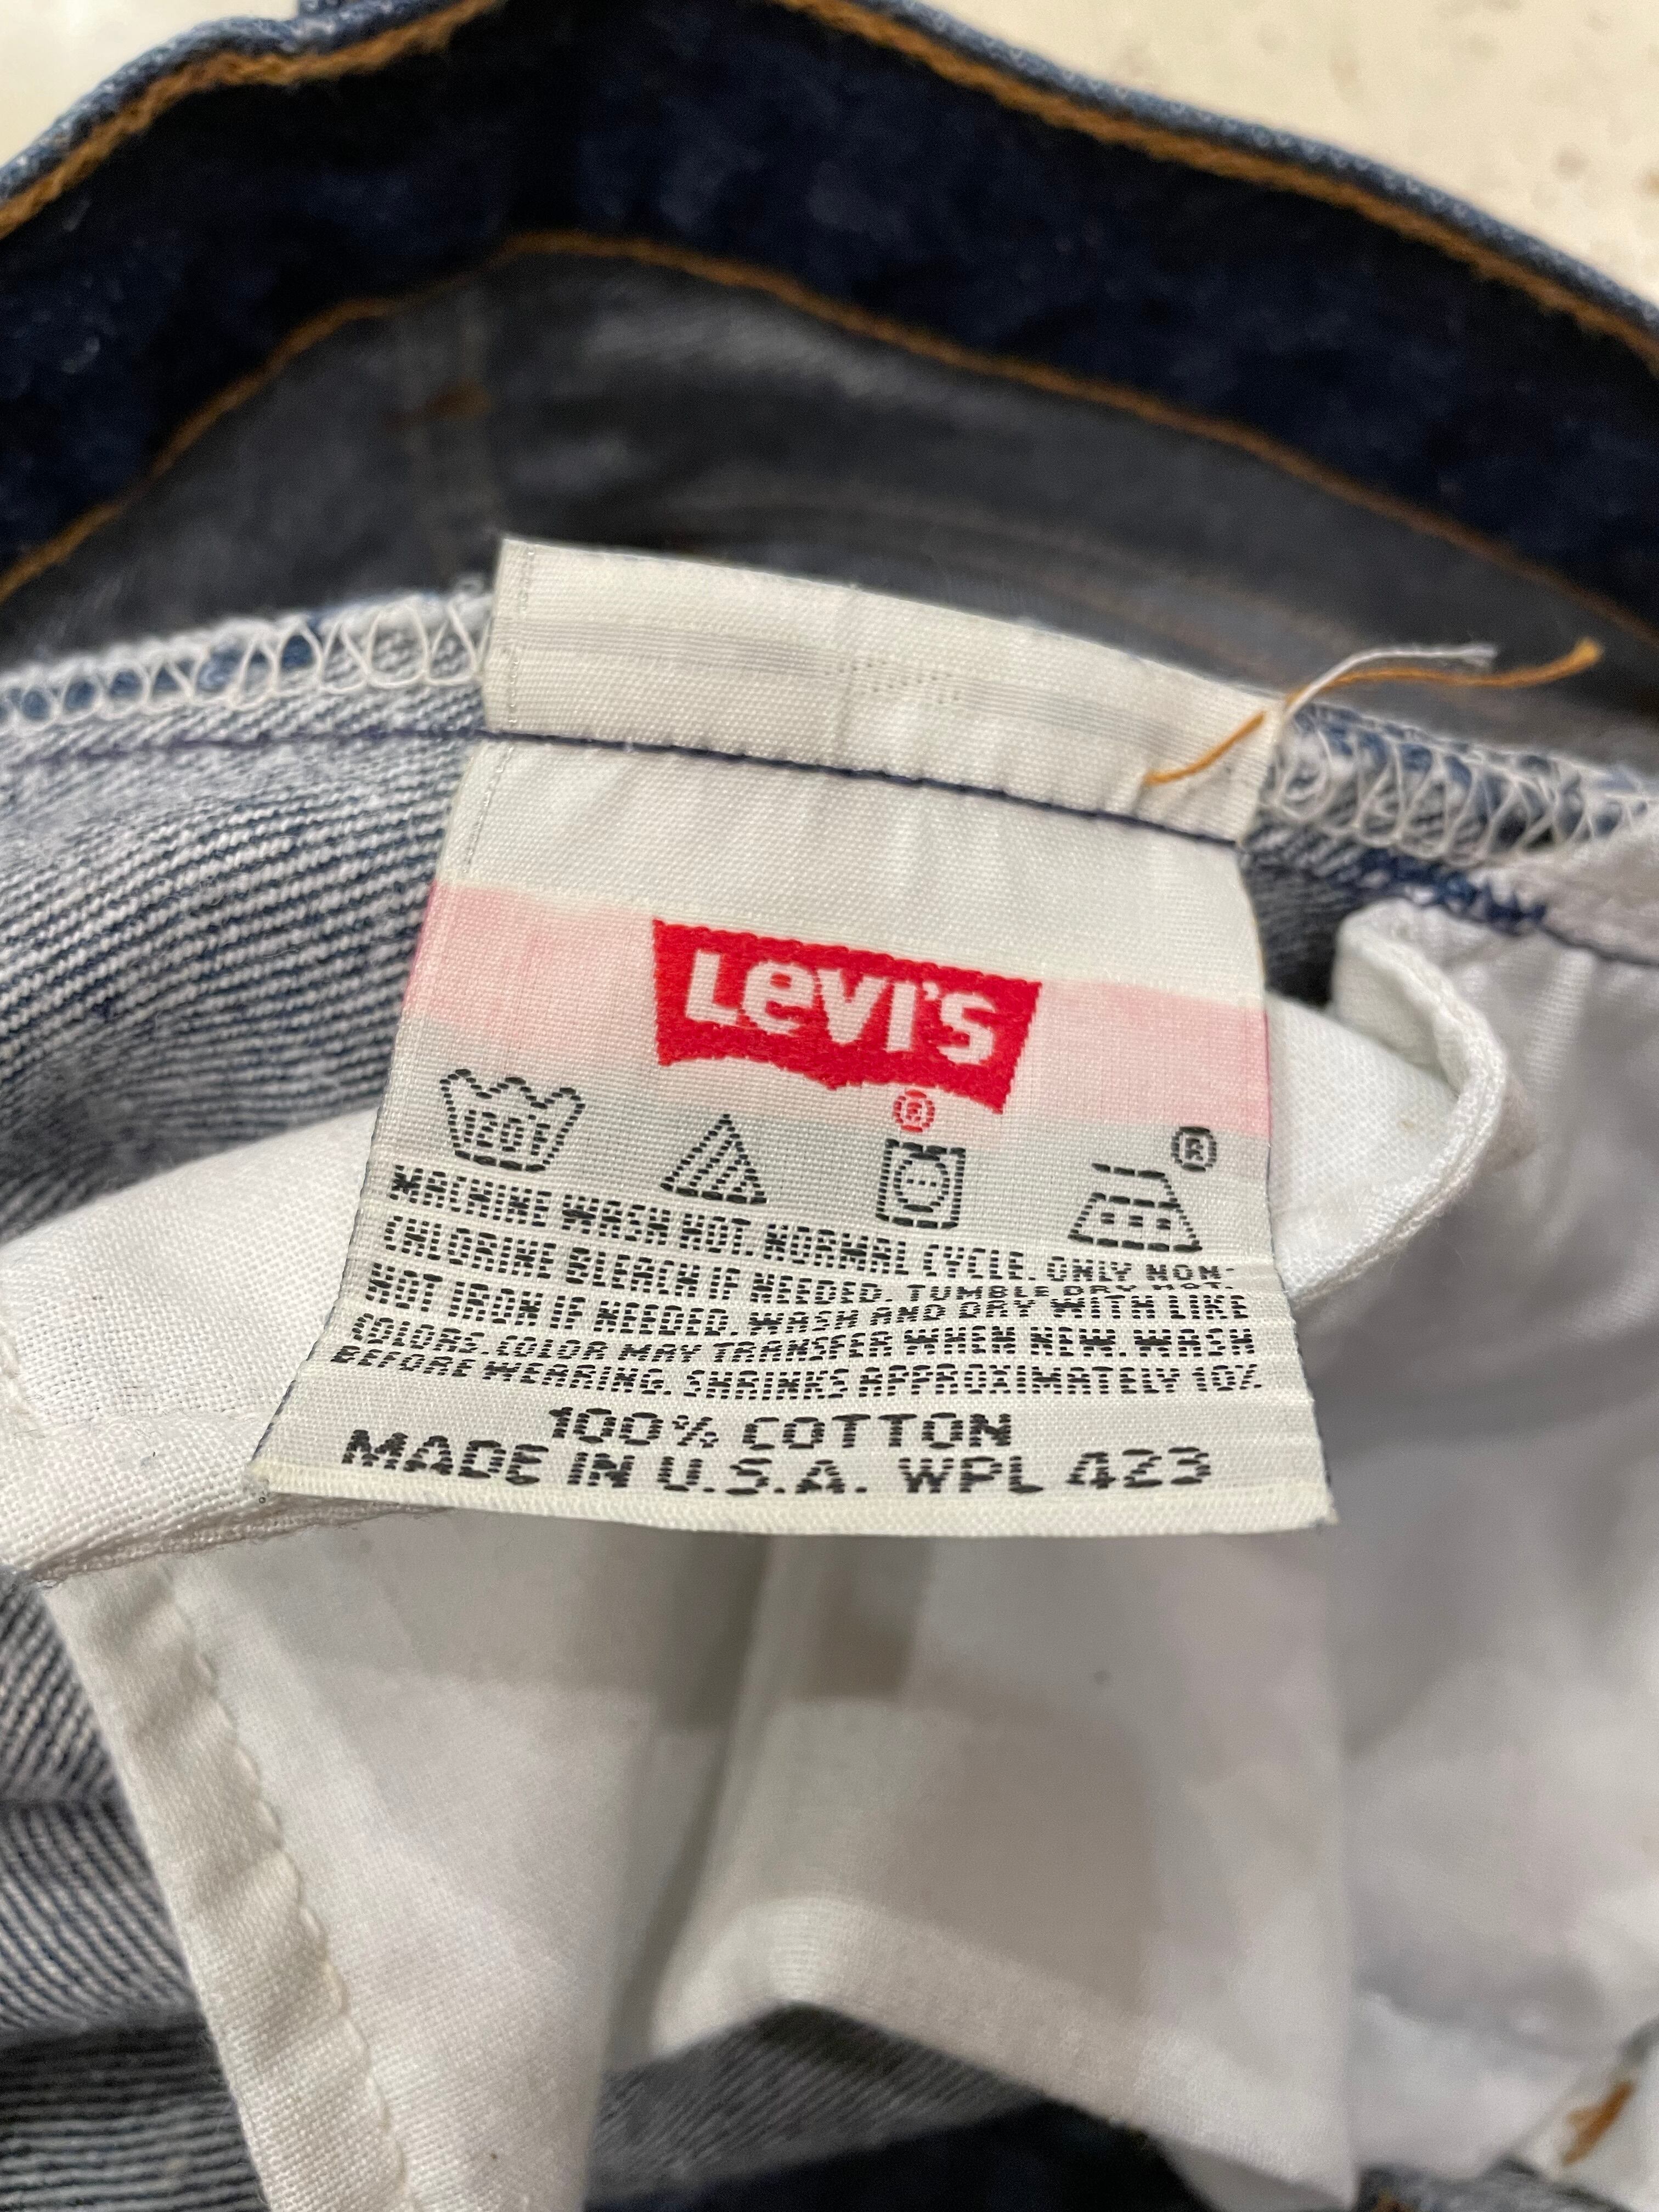 LEVI'S
®
®
120F
MACHINE WASH HOT. NORMAL CYCLE. ONLY NON-
CHLORINE BLEACH IF NEEDED. TUMBLE DRY HOT.
HOT IRON IF NEEDED. WASH AND DRY WITH LIKE
COLORS. COLOR MAY TRANSFER WHEN NEW. WASH
BEFORE WEARING. SHRINKS APPROXIMATELY 10%
100% COTTON
MADE IN U.S.A. WPL 423